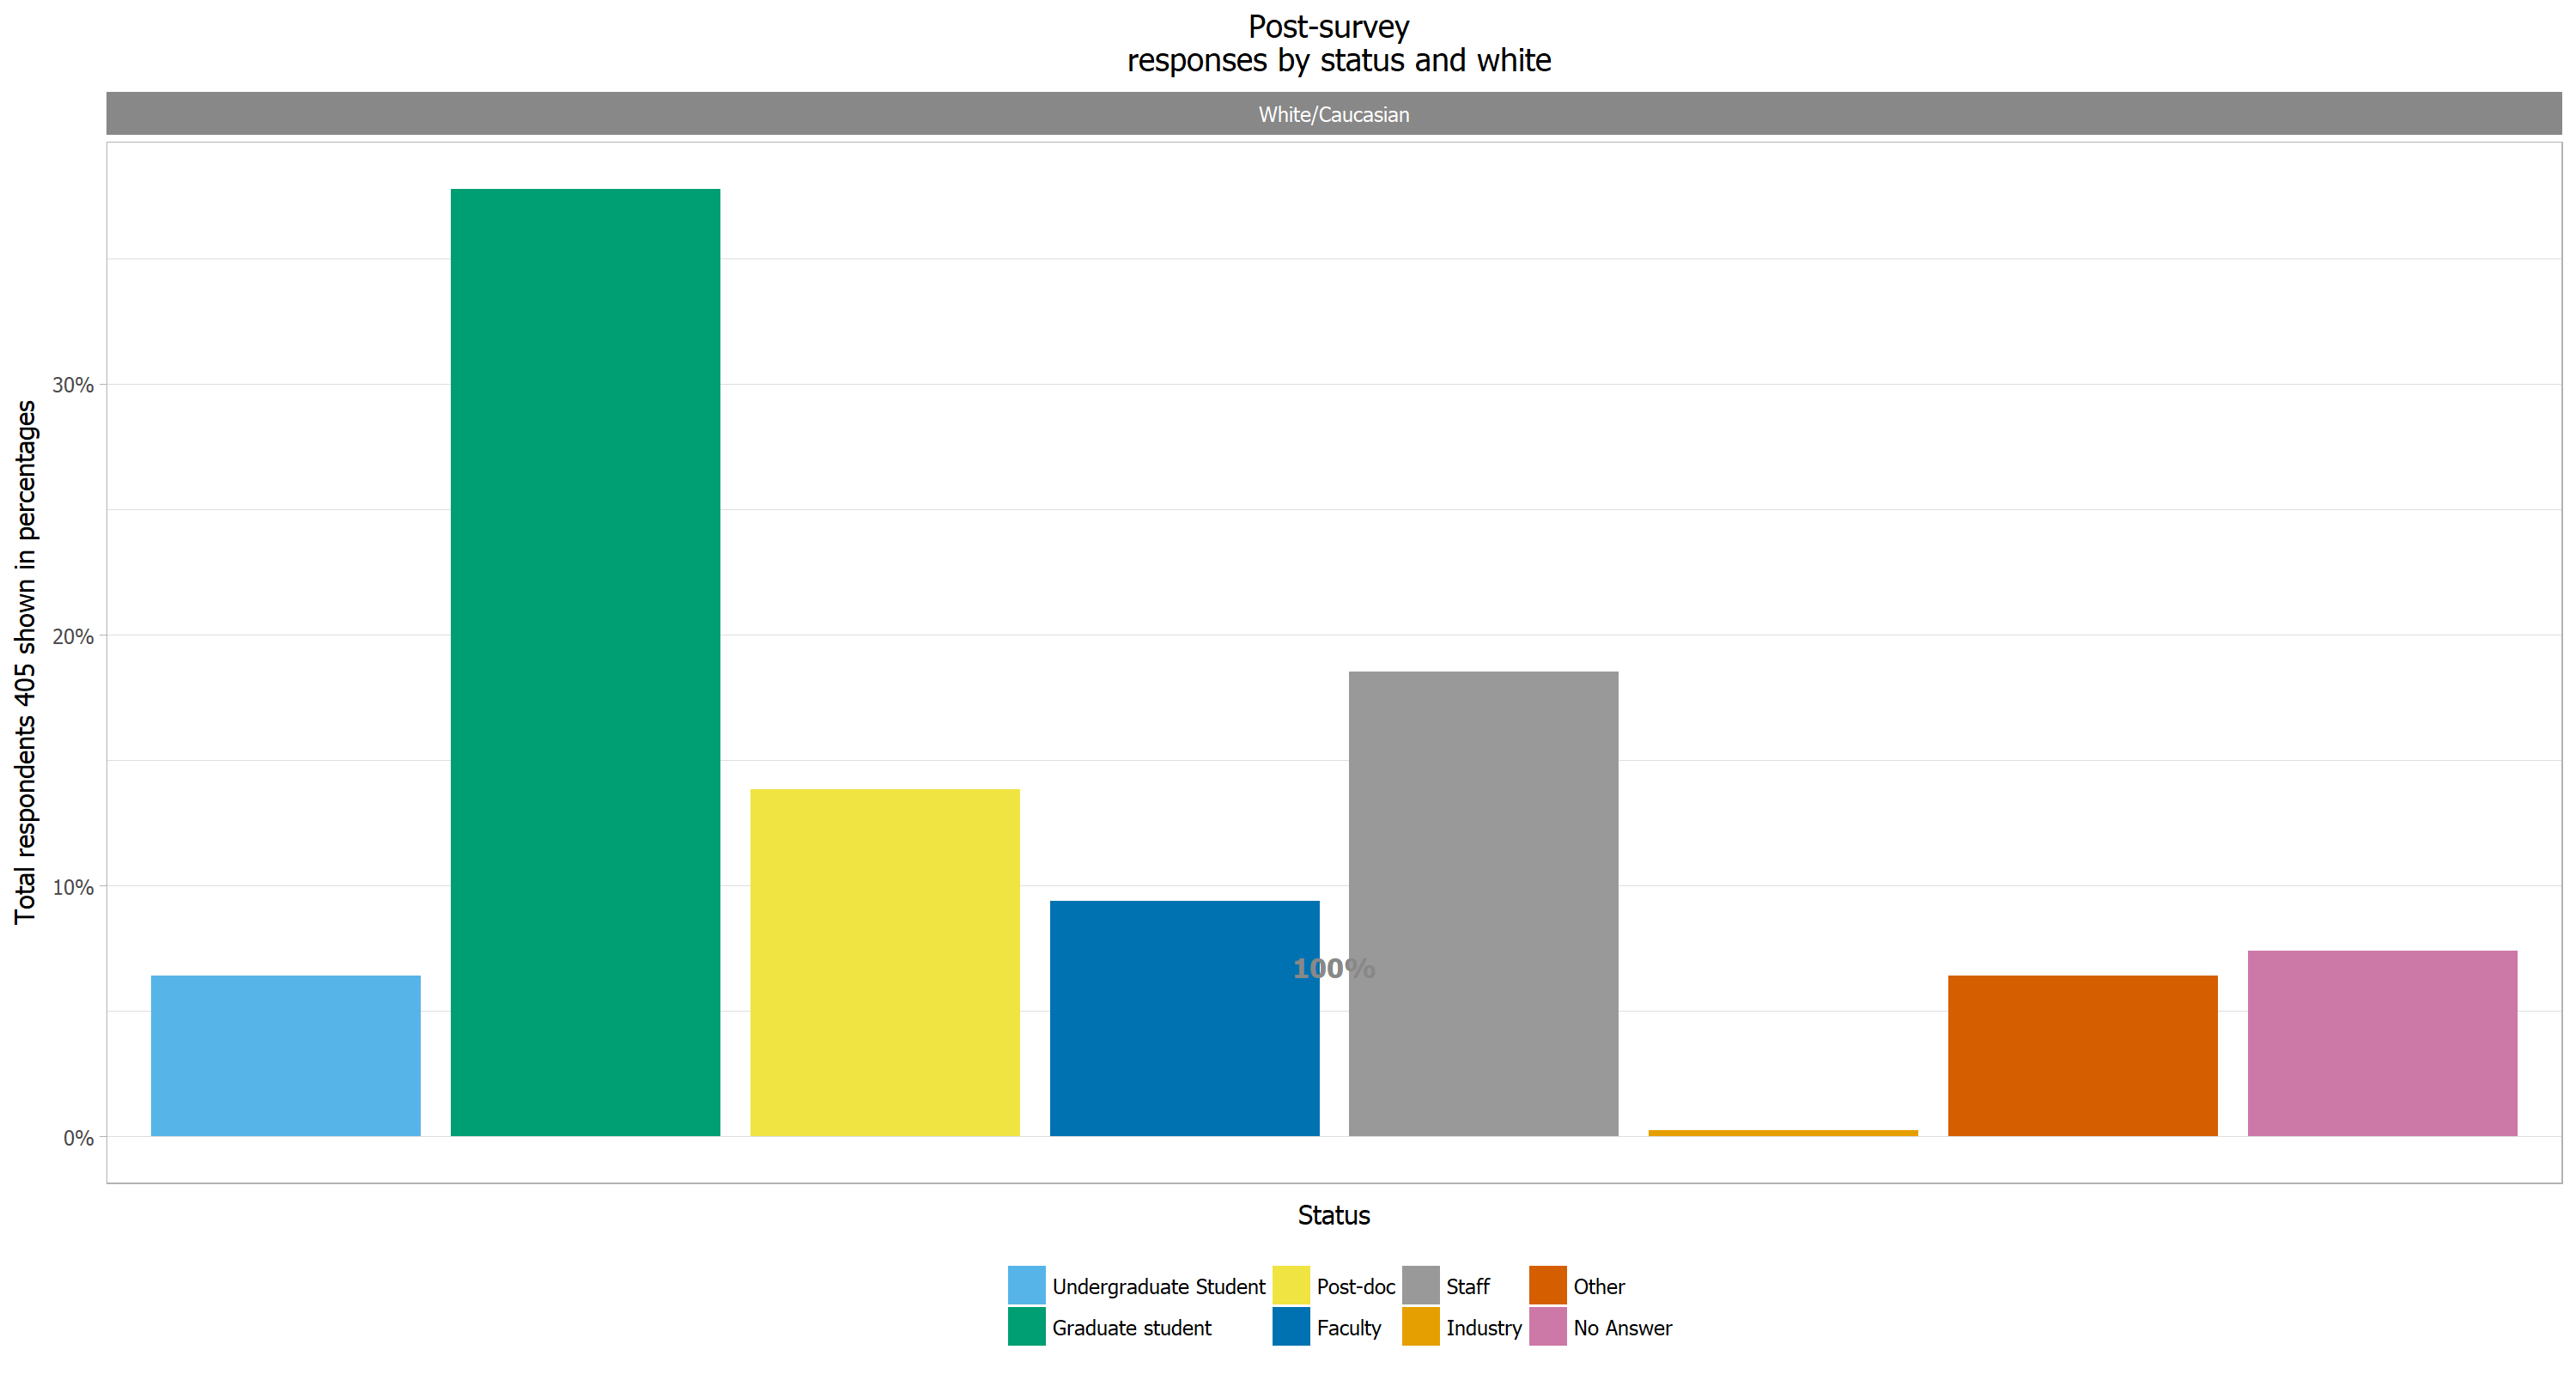 Post-survey
responses by status and white
White/Caucasian
Total respondents 405 shown in percentages
30%
20%
10%
0%
100%
Status
Undergraduate Student
Post-doc
Staff
Other
Graduate student
Faculty
Industry
No Answer